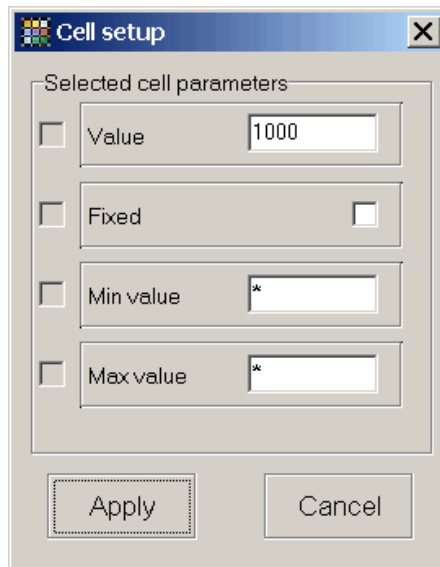 Cell setup
Selected cell parameters
Value 1000
Fixed
Min value *
Max value *
Apply Cancel